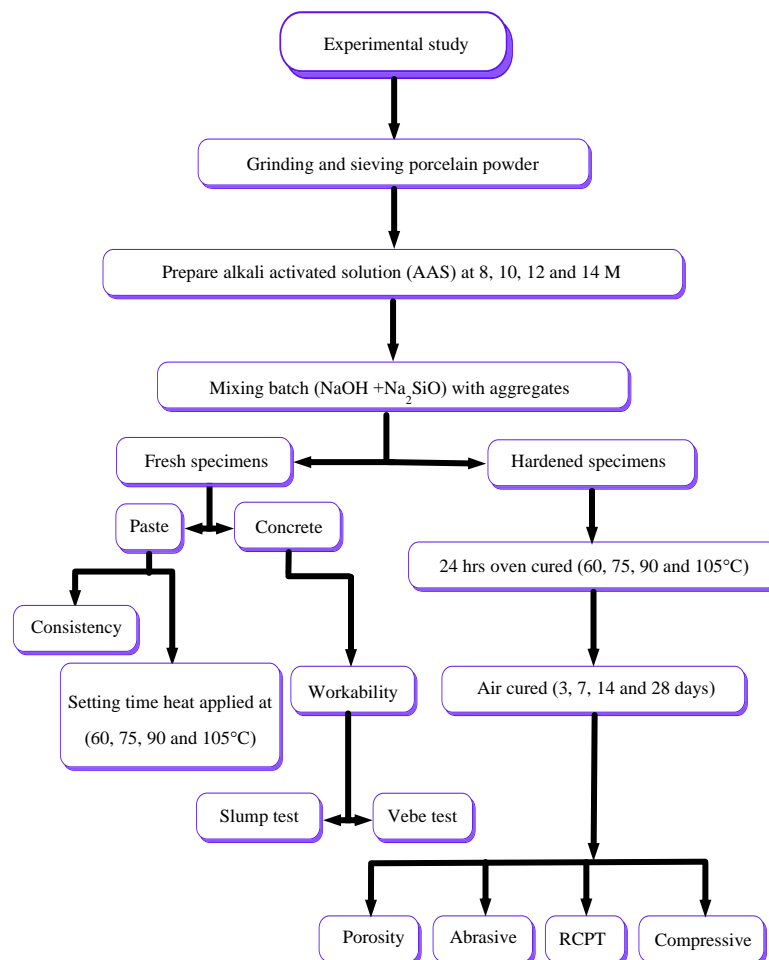 Experimental study
Grinding and sieving porcelain powder
Prepare alkali activated solution (AAS) at 8, 10, 12 and 14 M
Mixing batch (NaOH +Na₂SiO) with aggregates
Fresh specimens
Hardened specimens
Paste
Concrete
24 hrs oven cured (60, 75, 90 and 105°C)
Consistency
Setting time heat applied at
(60, 75, 90 and 105°C)
Workability
Air cured (3, 7, 14 and 28 days)
Slump test
Vebe test
Porosity
Abrasive
RCPT
Compressive